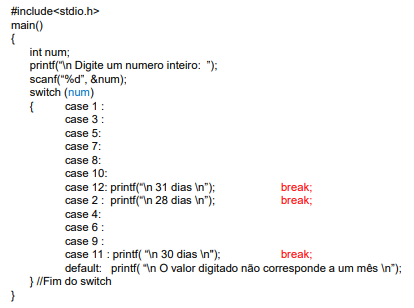 #include<stdio.h>
main()
{
int num;
printf(“\n Digite um numero inteiro:  ”);
scanf(“%d”, &num);
switch (num)
{ case 1 :
case 3 :
case 5:
case 7:
case 8:
case 10:
case 12: printf(“\n 31 dias \n”); break;
case 2 : printf(“\n 28 dias \n”); break;
case 4:
case 6 :
case 9 :
case 11 : printf( “\n 30 dias \n"); break;
default: printf( “\n O valor digitado não corresponde a um mês \n”);
} //Fim do switch
}